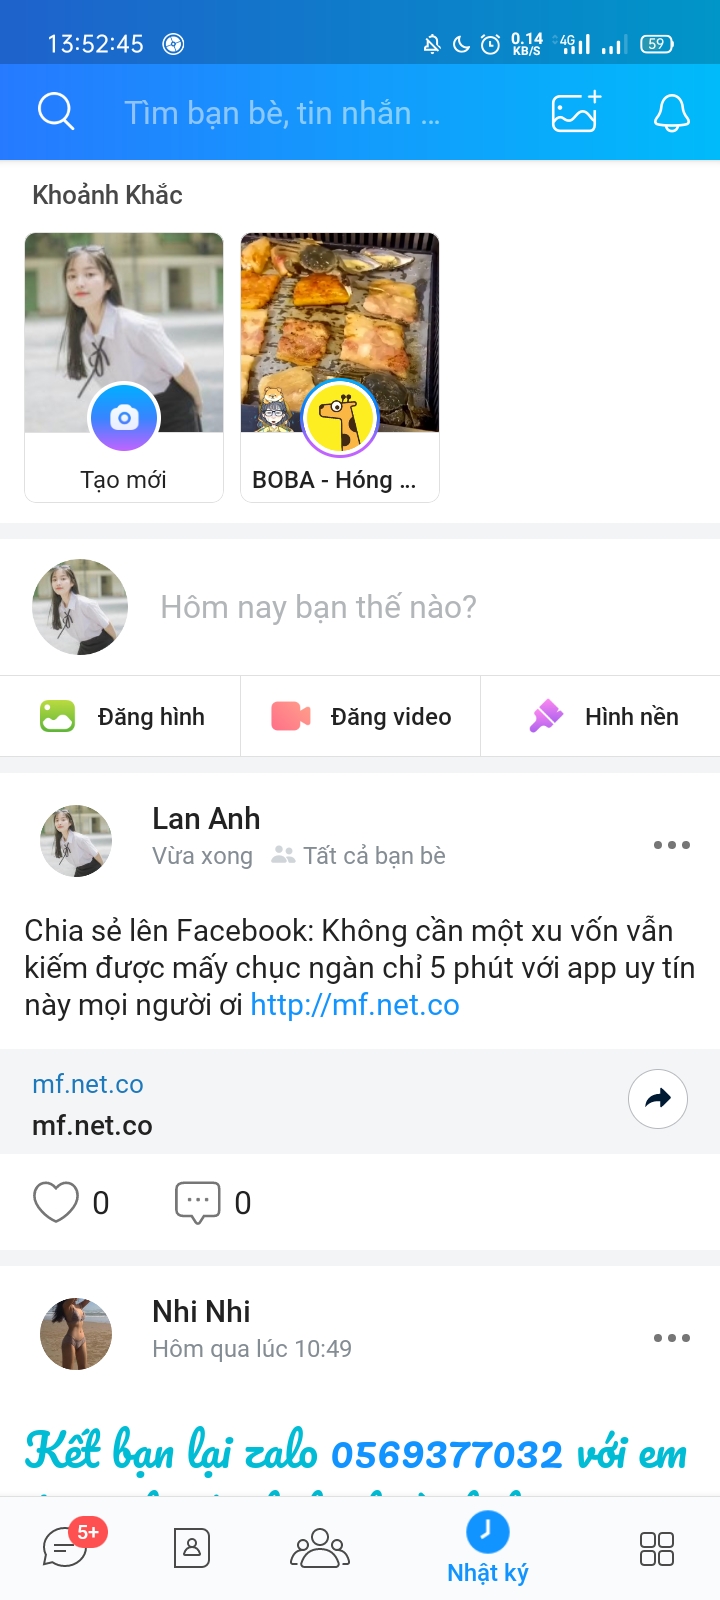 13:52:45
0.14
KB/S
4G
59
Tìm bạn bè, tin nhắn ...
Khoảnh Khắc
Tạo mới
BOBA - Hóng ...
Hôm nay bạn thế nào?
Đăng hình
Đăng video
Hình nền
Lan Anh
Vừa xong
Tất cả bạn bè
Chia sẻ lên Facebook: Không cần một xu vốn vẫn
kiếm được mấy chục ngàn chỉ 5 phút với app uy tín
này mọi người ơi http://mf.net.co
mf.net.co
mf.net.co
0
0
Nhi Nhi
Hôm qua lúc 10:49
Kết bạn lại zalo 0569377032 với em
5+
Nhật ký